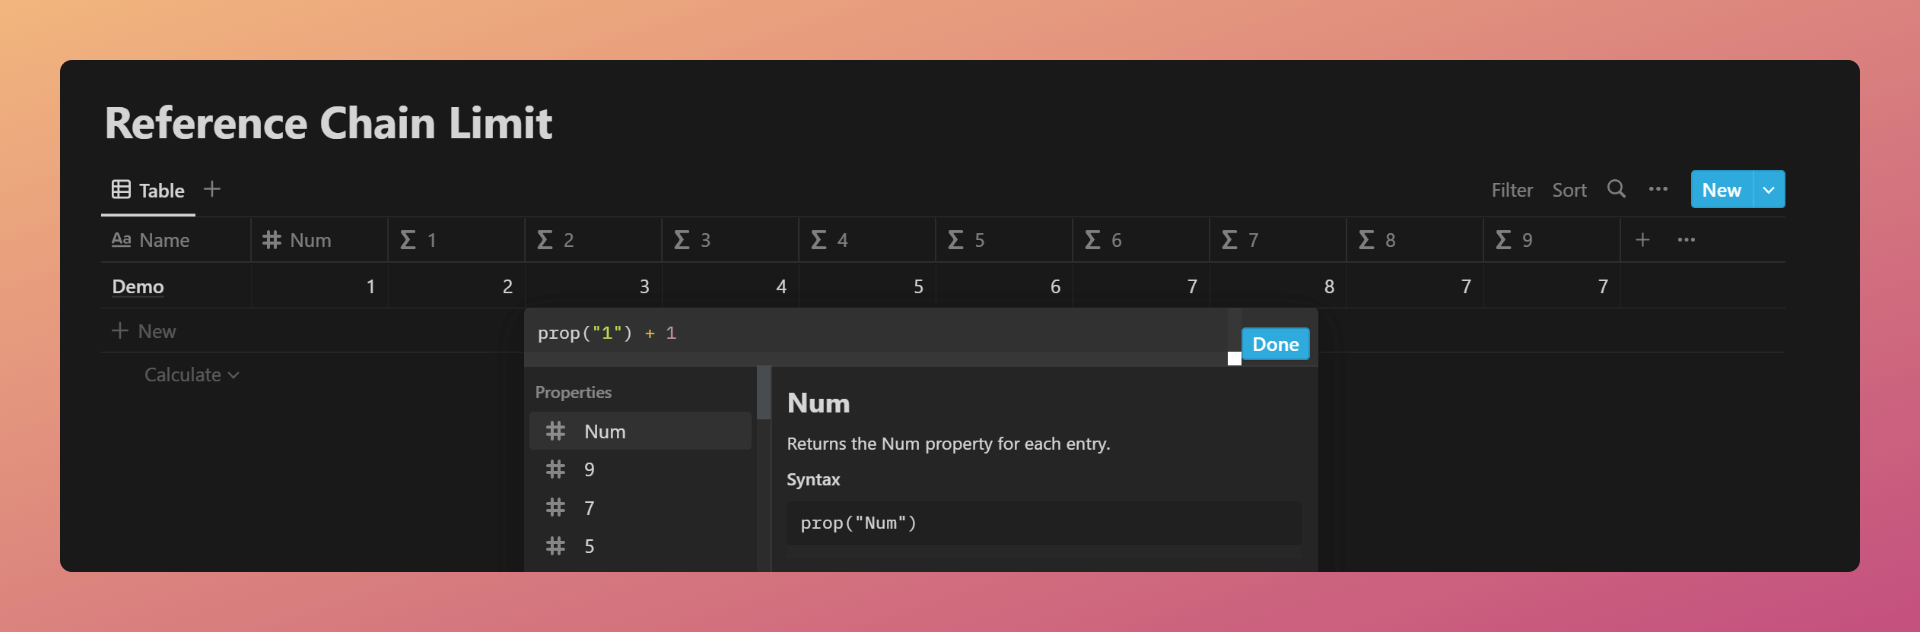 Reference Chain Limit
Table
Filter Sort New
Aa Name Num Σ 1 Σ 2 Σ 3 Σ 4 Σ 5 Σ 6 Σ 7 Σ 8 Σ 9
Demo 1 2 3 4 5 6 7 8 7 7
New
Calculate
prop("1") + 1
Done
Properties
Num
9
7
5
Num
Returns the Num property for each entry.
Syntax
prop("Num")